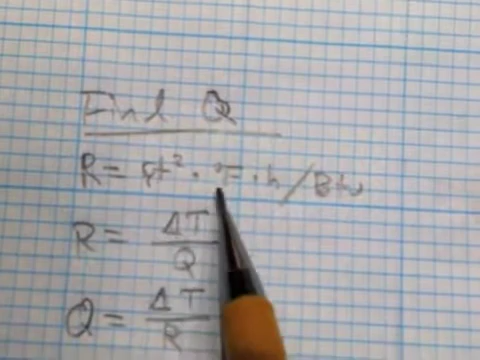 Find Q
R = ft² · °F · h / Btu
R = ΔT / Q
Q = ΔT / R